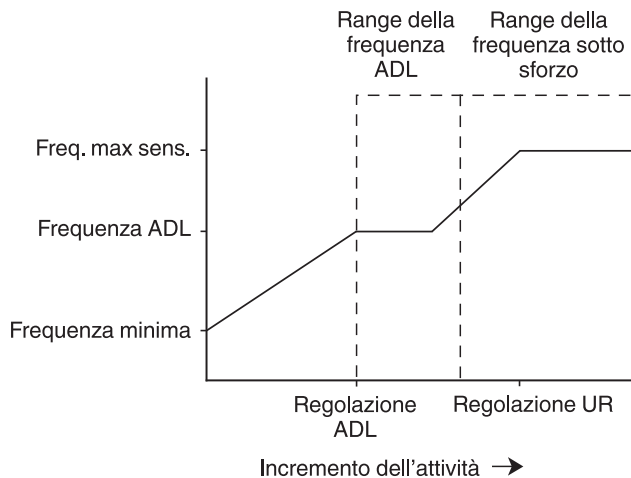 Range della
frequenza
ADL
Range della
frequenza sotto
sforzo
Freq. max sens.
Frequenza ADL
Frequenza minima
Regolazione
ADL
Regolazione UR
Incremento dell'attività